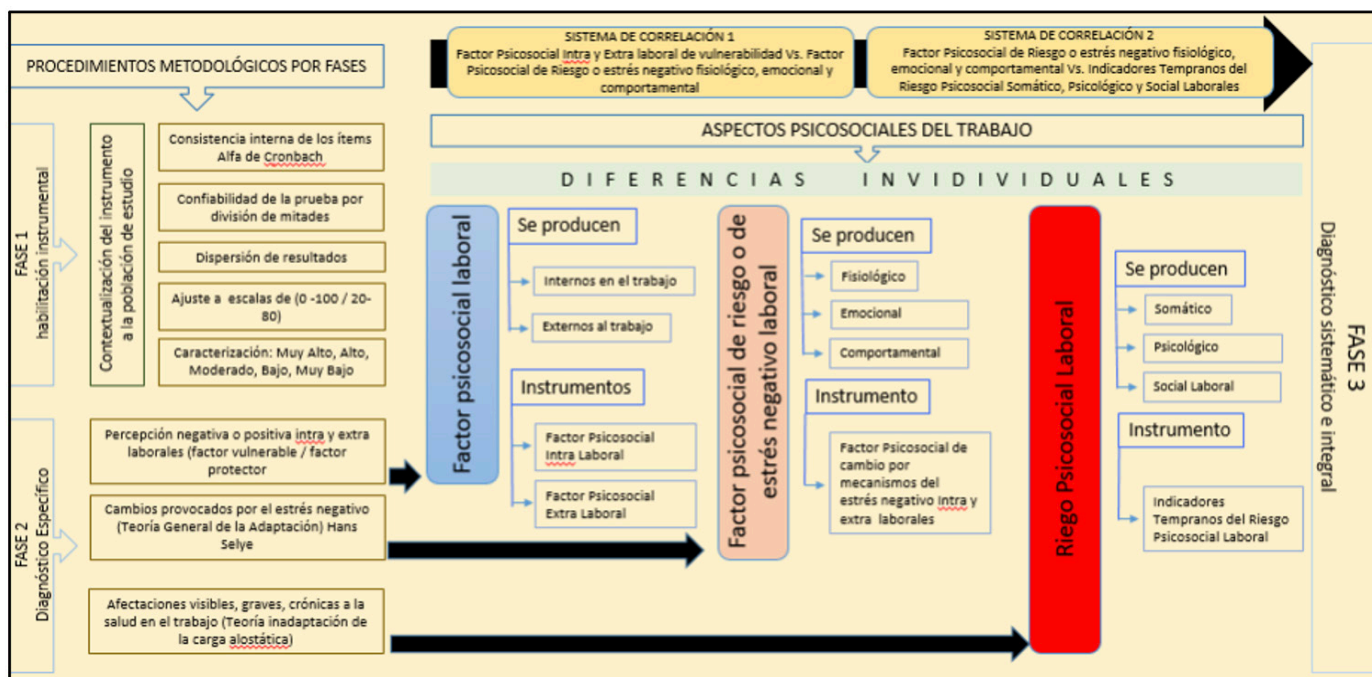 PROCEDIMIENTOS METODOLÓGICOS POR FASES
SISTEMA DE CORRELACIÓN 1
Factor Psicosocial Intra y Extra laboral de vulnerabilidad Vs. Factor
Psicosocial de Riesgo o estrés negativo fisiológico, emocional y
comportamental
SISTEMA DE CORRELACIÓN 2
Factor Psicosocial de Riesgo o estrés negativo fisiológico,
emocional y comportamental Vs. Indicadores Tempranos del
Riesgo Psicosocial Somático, Psicológico y Social Laborales
ASPECTOS PSICOSOCIALES DEL TRABAJO
DIFERENCIAS INVIDIVIDUALES
FASE 1
habilitación instrumental
Contextualización del instrumento
a la población de estudio
Consistencia interna de los ítems
Alfa de Cronbach
Confiabilidad de la prueba por
división de mitades
Dispersión de resultados
Ajuste a escalas de (0 -100 / 20-
80)
Caracterización: Muy Alto, Alto,
Moderado, Bajo, Muy Bajo
FASE 2
Diagnóstico Específico
Percepción negativa o positiva intra y extra
laborales (factor vulnerable / factor
protector
Cambios provocados por el estrés negativo
(Teoría General de la Adaptación) Hans
Selye
Afectaciones visibles, graves, crónicas a la
salud en el trabajo (Teoría inadaptación de
la carga alostática)
Factor psicosocial laboral
Se producen
Internos en el trabajo
Externos al trabajo
Instrumentos
Factor Psicosocial
Intra Laboral
Factor Psicosocial
Extra Laboral
Factor psicosocial de riesgo o de
estrés negativo laboral
Se producen
Fisiológico
Emocional
Comportamental
Instrumento
Factor Psicosocial de
cambio por
mecanismos del
estrés negativo Intra y
extra laborales
Riego Psicosocial Laboral
Se producen
Somático
Psicológico
Social Laboral
Instrumento
Indicadores
Tempranos del Riesgo
Psicosocial Laboral
FASE 3
Diagnóstico sistemático e integral